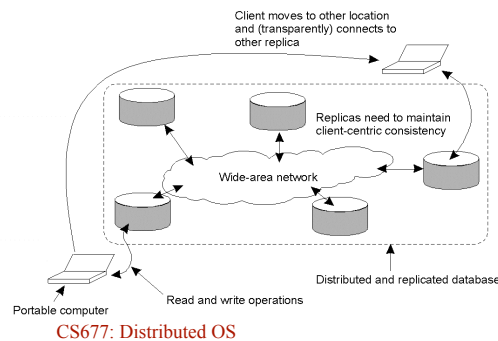 Client moves to other location
and (transparently) connects to
other replica
Replicas need to maintain
client-centric consistency
Wide-area network
Distributed and replicated database
Read and write operations
Portable computer
CS677: Distributed OS